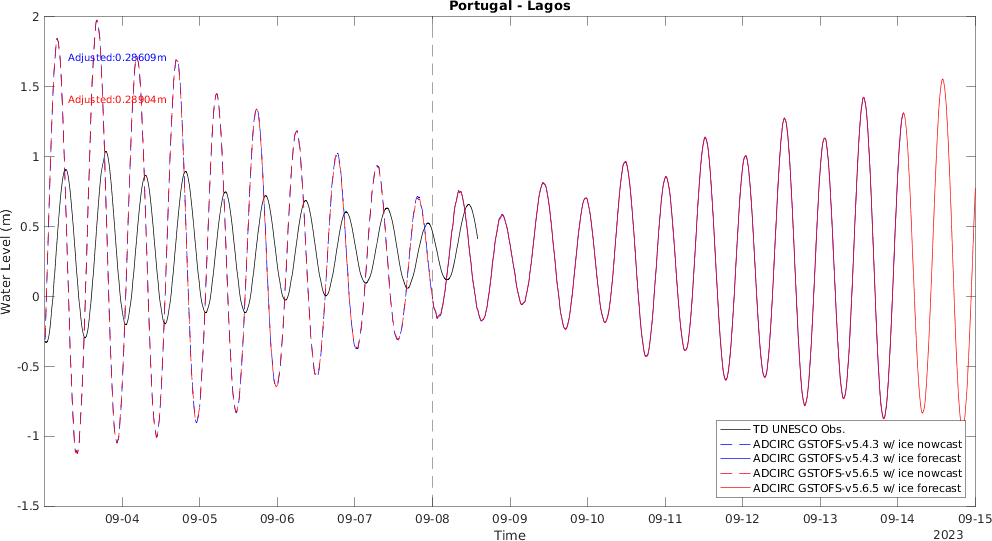 Portugal - Lagos
Adjusted:0.28609m
Adjusted:0.28904m
Water Level (m)
2
1.5
1
0.5
0
-0.5
-1
-1.5
TD UNESCO Obs.
ADCIRC GSTOFS-v5.4.3 w/ ice nowcast
ADCIRC GSTOFS-v5.4.3 w/ ice forecast
ADCIRC GSTOFS-v5.6.5 w/ ice nowcast
ADCIRC GSTOFS-v5.6.5 w/ ice forecast
09-04 09-05 09-06 09-07 09-08 09-09 09-10 09-11 09-12 09-13 09-14 09-15
Time
2023